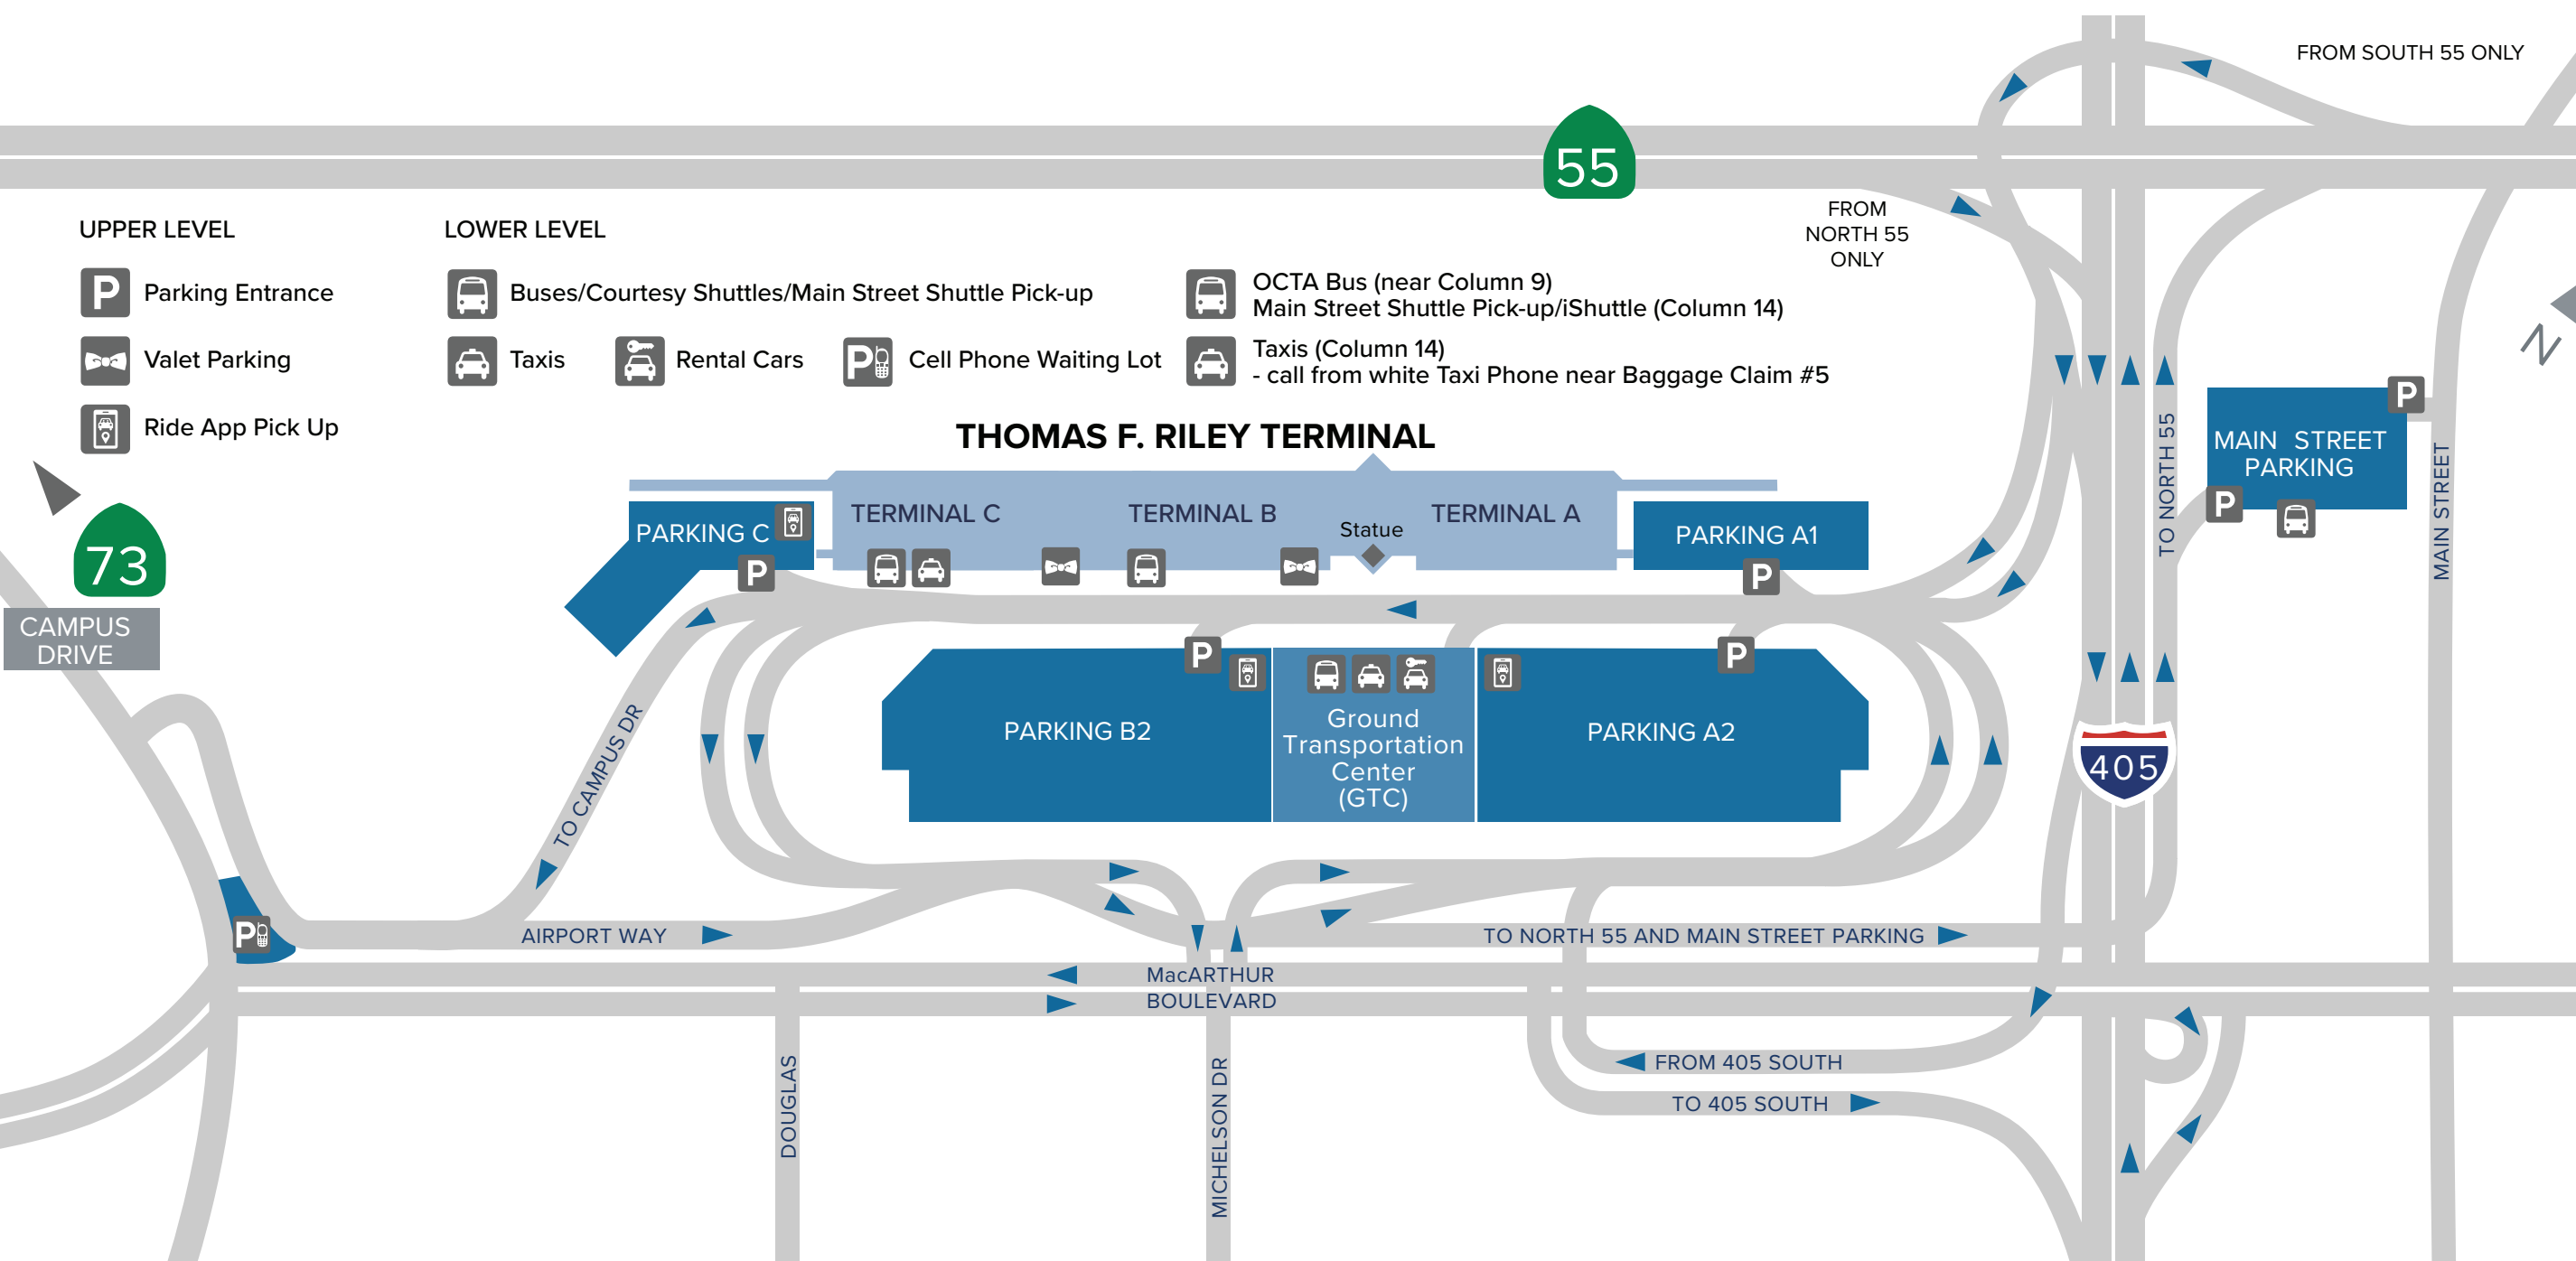 FROM SOUTH 55 ONLY
55
FROM
NORTH 55
ONLY
UPPER LEVEL
P Parking Entrance
Valet Parking
Ride App Pick Up
LOWER LEVEL
Buses/Courtesy Shuttles/Main Street Shuttle Pick-up
Taxis
Rental Cars
P Cell Phone Waiting Lot
OCTA Bus (near Column 9)
Main Street Shuttle Pick-up/iShuttle (Column 14)
Taxis (Column 14)
- call from white Taxi Phone near Baggage Claim #5
N
THOMAS F. RILEY TERMINAL
73
CAMPUS
DRIVE
PARKING C
P
TERMINAL C
TERMINAL B
Statue
TERMINAL A
PARKING A1
P
TO NORTH 55
P
MAIN STREET
PARKING
P
MAIN STREET
P
PARKING B2
Ground
Transportation
Center
(GTC)
P
PARKING A2
405
TO CAMPUS DR
P
AIRPORT WAY
TO NORTH 55 AND MAIN STREET PARKING
MacARTHUR
BOULEVARD
DOUGLAS
MICHELSON DR
FROM 405 SOUTH
TO 405 SOUTH